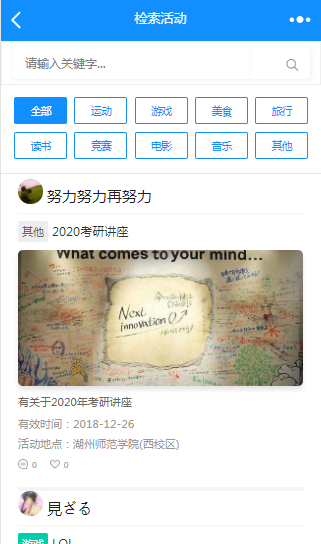 检索活动
请输入关键字...
全部 运动 游戏 美食 旅行
读书 竞赛 电影 音乐 其他
努力努力再努力
其他 2020考研讲座
What comes to your mind...
Next
innovation
有关于2020年考研讲座
有效时间：2018-12-26
活动地点：湖州师范学院(西校区)
0 0
見ざる
游戏 LOL